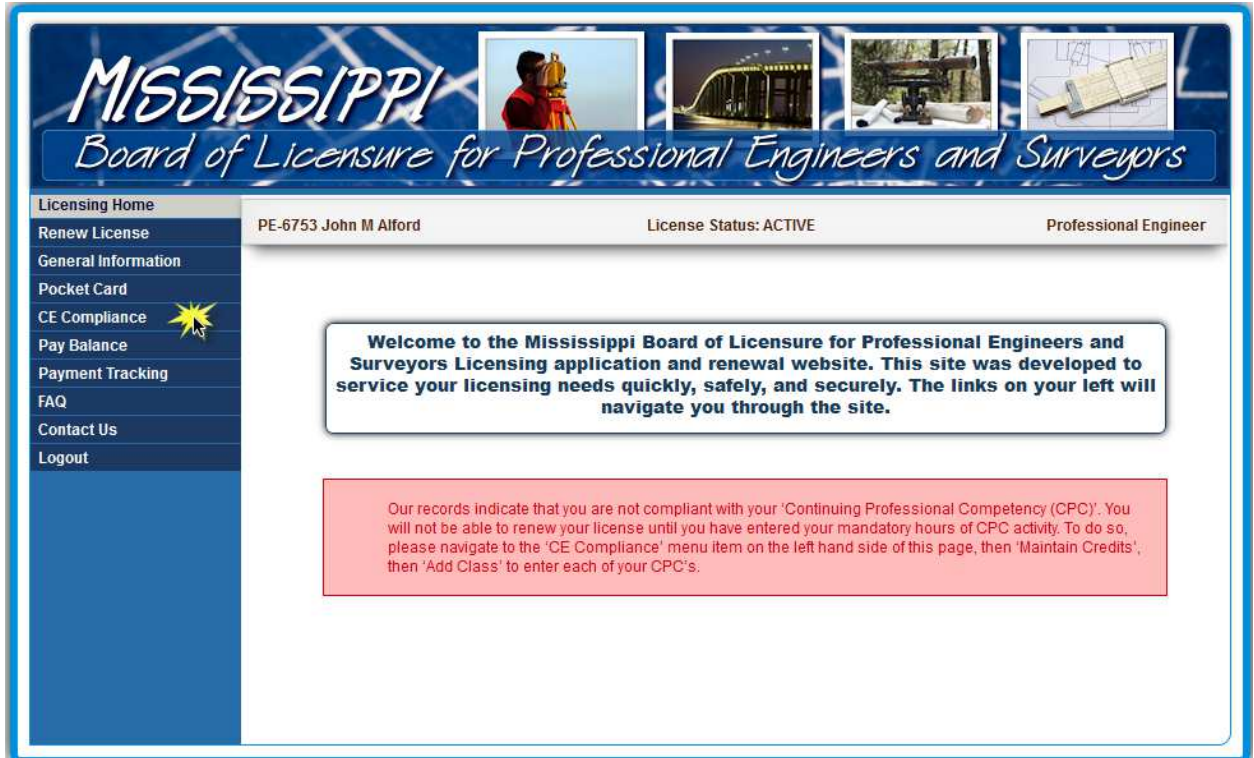 MISSISSIPPI
Board of Licensure for Professional Engineers and Surveyors
Licensing Home
Renew License
General Information
Pocket Card
CE Compliance
Pay Balance
Payment Tracking
FAQ
Contact Us
Logout
PE-6753 John M Alford License Status: ACTIVE Professional Engineer
Welcome to the Mississippi Board of Licensure for Professional Engineers and
Surveyors Licensing application and renewal website. This site was developed to
service your licensing needs quickly, safely, and securely. The links on your left will
navigate you through the site.
Our records indicate that you are not compliant with your ‘Continuing Professional Competency (CPC)’. You
will not be able to renew your license until you have entered your mandatory hours of CPC activity. To do so,
please navigate to the ‘CE Compliance’ menu item on the left hand side of this page, then ‘Maintain Credits’,
then ‘Add Class’ to enter each of your CPC’s.